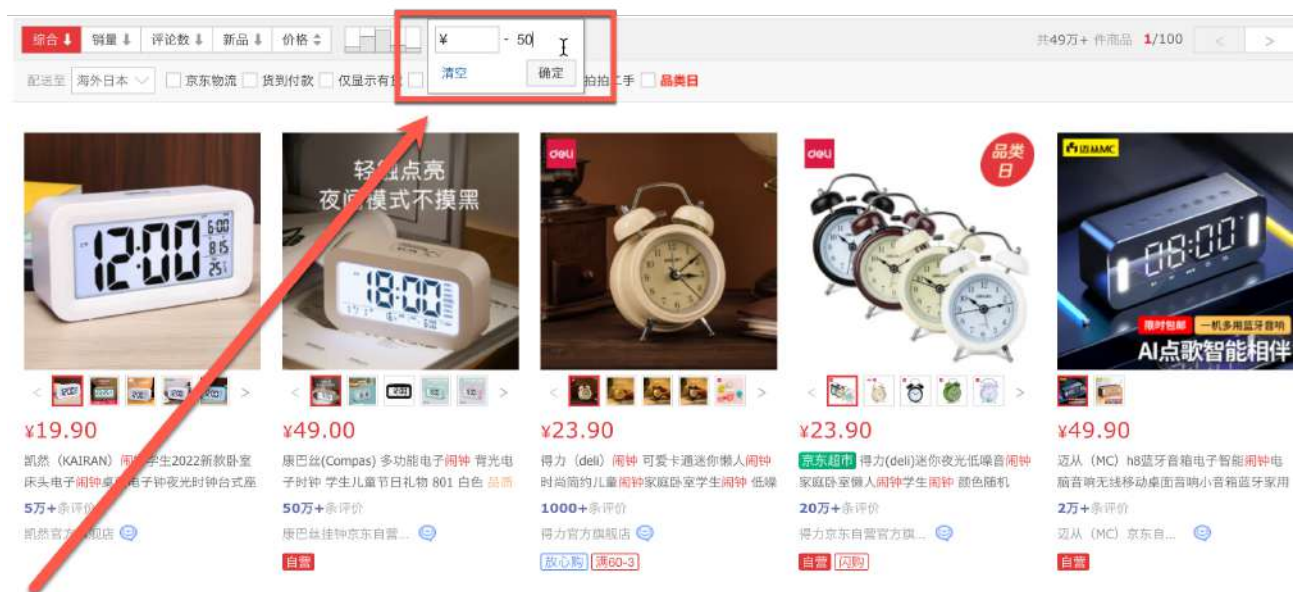 综合 销量 评论数 新品 价格
¥ - 50
共49万+ 件商品 1/100 < >
清空 确定
配送至 海外日本 京东物流 货到付款 仅显示有货 拍拍二手 品类日
轻触点亮
夜间模式不摸黑
12:00
6:00
8 15
25
18:00
deli
deli
品类
日
迈从MC
08:00
限时包邮 一机多用蓝牙音响
AI点歌智能相伴
¥19.90
凯然（KAIRAN）闹钟学生2022新款卧室
床头电子闹钟桌面电子钟夜光时钟台式座
5万+条评价
凯然官方旗舰店
¥49.00
康巴丝(Compas) 多功能电子闹钟 背光电
子时钟 学生儿童节日礼物 801 白色 品质
50万+条评价
康巴丝挂钟京东自营...
自营
¥23.90
得力（deli）闹钟 可爱卡通迷你懒人闹钟
时尚简约儿童闹钟家庭卧室学生闹钟 低噪
1000+条评价
得力官方旗舰店
放心购 满60-3
¥23.90
京东超市 得力(deli)迷你夜光低噪音闹钟
家庭卧室懒人闹钟学生闹钟 颜色随机
20万+条评价
得力京东自营官方旗...
自营 闪购
¥49.90
迈从（MC）h8蓝牙音箱电子智能闹钟电
脑音响无线移动桌面音响小音箱蓝牙家用
2万+条评价
迈从（MC）京东自...
自营